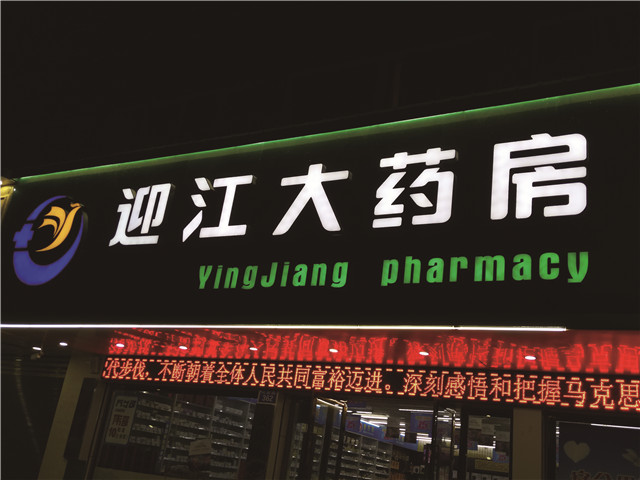 迎江大药房
YingJiang pharmacy
代步伐、不断朝着全体人民共同富裕迈进。深刻感悟和把握马克思